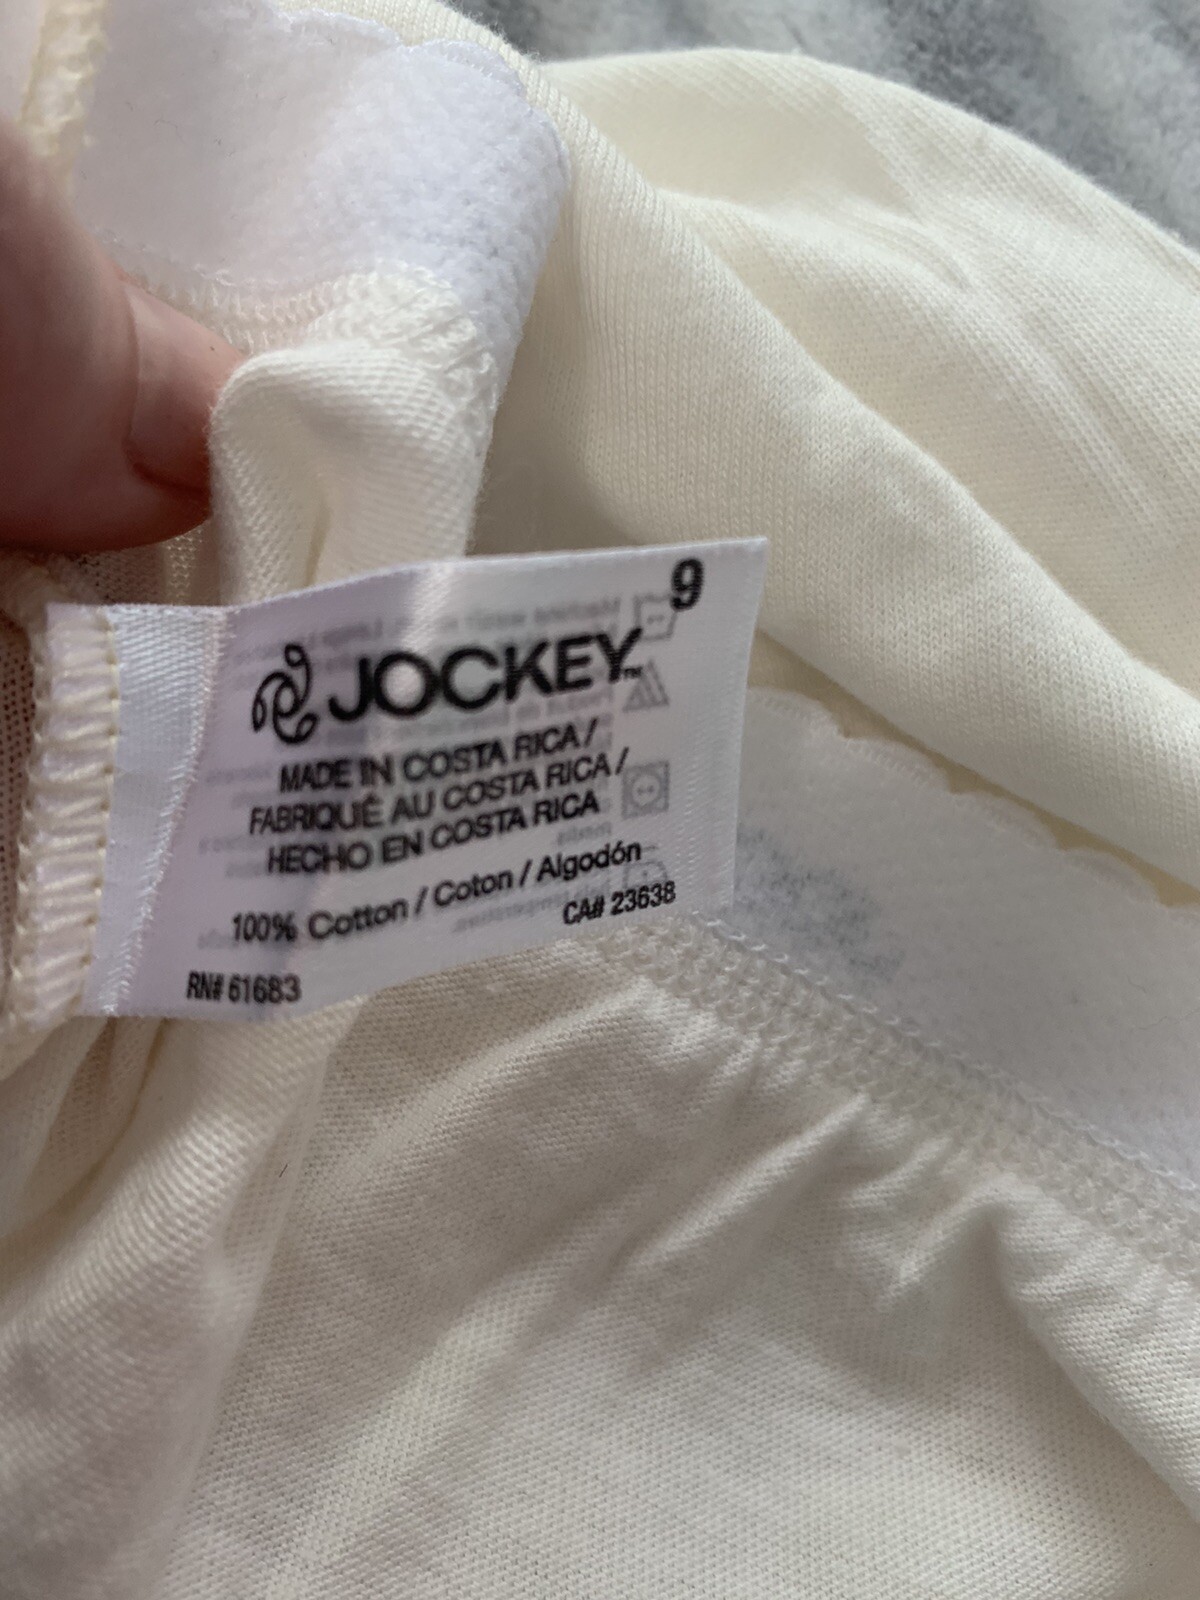 9
JOCKEY™
MADE IN COSTA RICA /
FABRIQUÉ AU COSTA RICA /
HECHO EN COSTA RICA
100% Cotton / Coton / Algodón
CA# 23638
RN# 61683